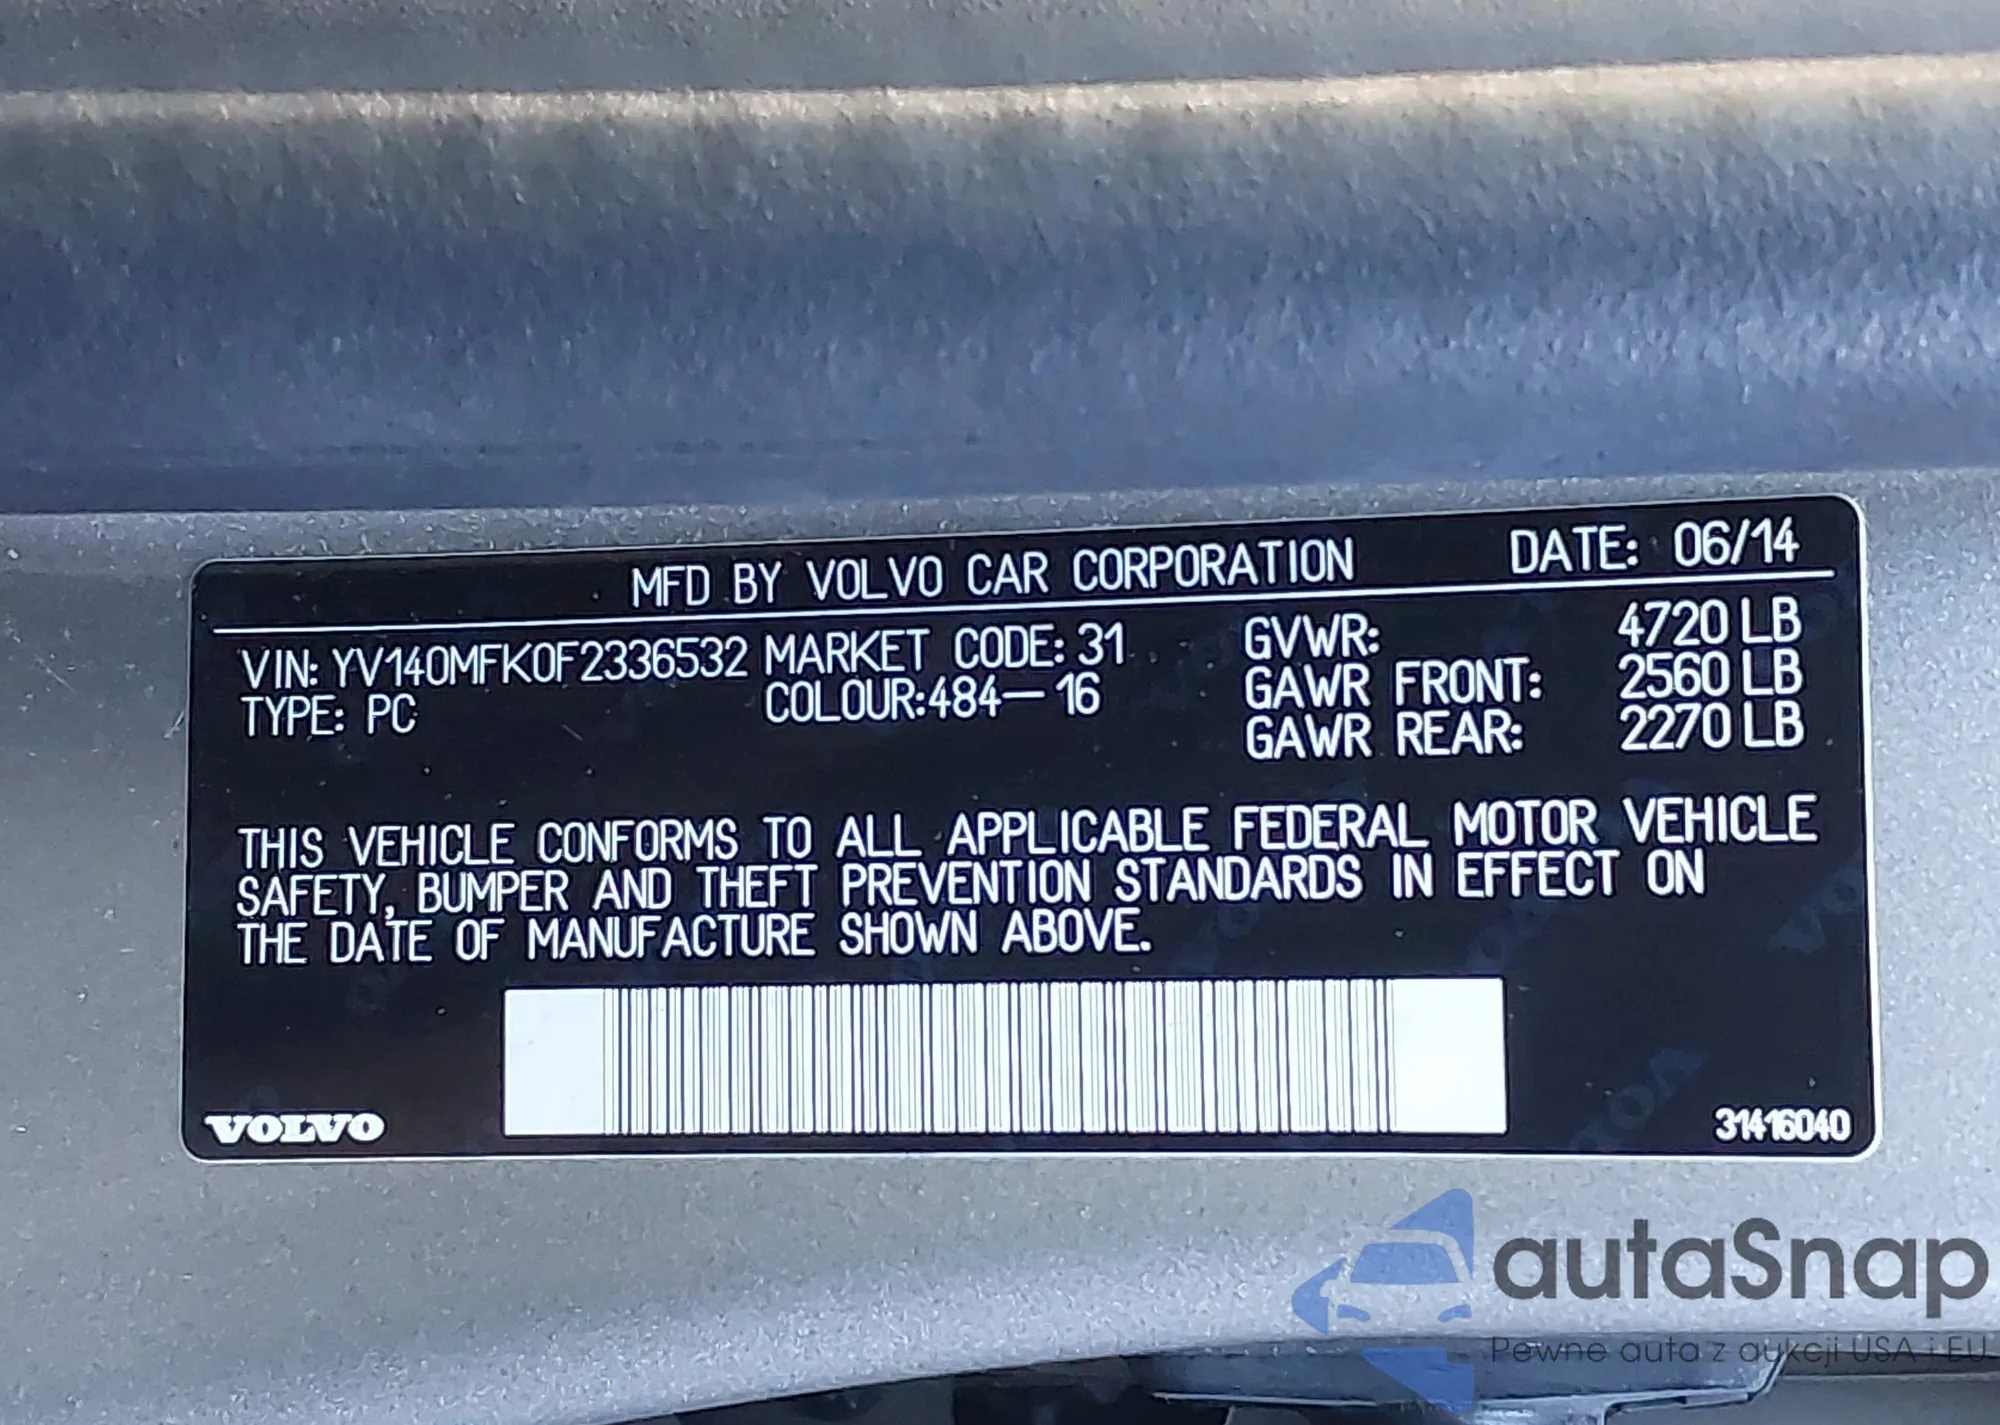 MFD BY VOLVO CAR CORPORATION DATE: 06/14
VIN: YV140MFK0F2336532 MARKET CODE: 31 GVWR: 4720 LB
TYPE: PC COLOUR:484-16 GAWR FRONT: 2560 LB
GAWR REAR: 2270 LB
THIS VEHICLE CONFORMS TO ALL APPLICABLE FEDERAL MOTOR VEHICLE
SAFETY, BUMPER AND THEFT PREVENTION STANDARDS IN EFFECT ON
THE DATE OF MANUFACTURE SHOWN ABOVE.
VOLVO
31416040
autaSnap
Pewne auta z aukcji USA i EU